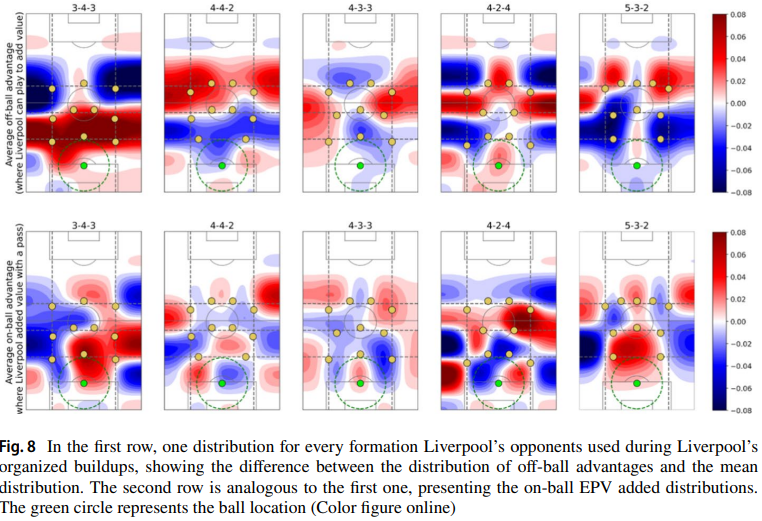 3-4-3 4-4-2 4-3-3 4-2-4 5-3-2
Average off-ball advantage
(where Liverpool can play to add value)
0.08
0.06
0.04
0.02
0.00
−0.02
−0.04
−0.06
−0.08
3-4-3 4-4-2 4-3-3 4-2-4 5-3-2
Average on-ball advantage
where Liverpool added value with a pass)
0.08
0.06
0.04
0.02
0.00
−0.02
−0.04
−0.06
−0.08
Fig. 8 In the first row, one distribution for every formation Liverpool's opponents used during Liverpool's
organized buildups, showing the difference between the distribution of off-ball advantages and the mean
distribution. The second row is analogous to the first one, presenting the on-ball EPV added distributions.
The green circle represents the ball location (Color figure online)